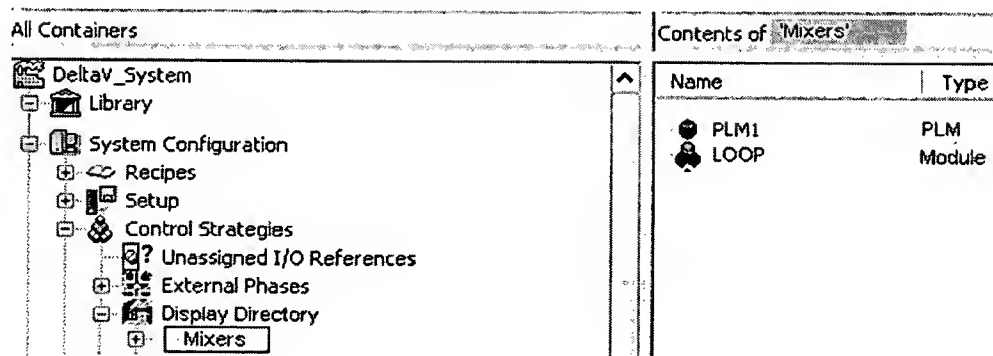 All Containers
DeltaV_System
Library
System Configuration
Recipes
Setup
Control Strategies
Unassigned I/O References
External Phases
Display Directory
Mixers
Contents of 'Mixers'
Name Type
PLM1 PLM
LOOP Module